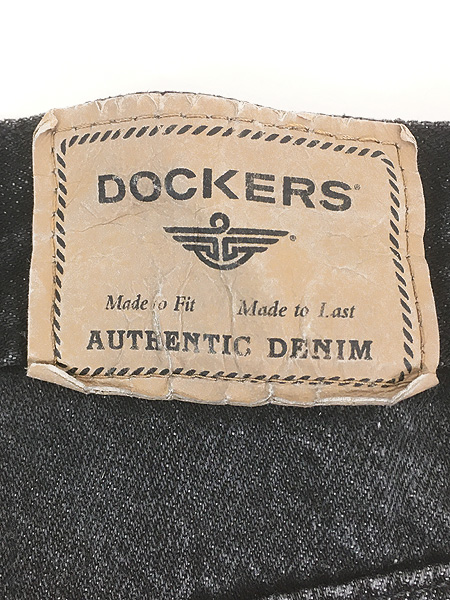 DOCKERS®
®
Made to Fit Made to Last
AUTHENTIC DENIM